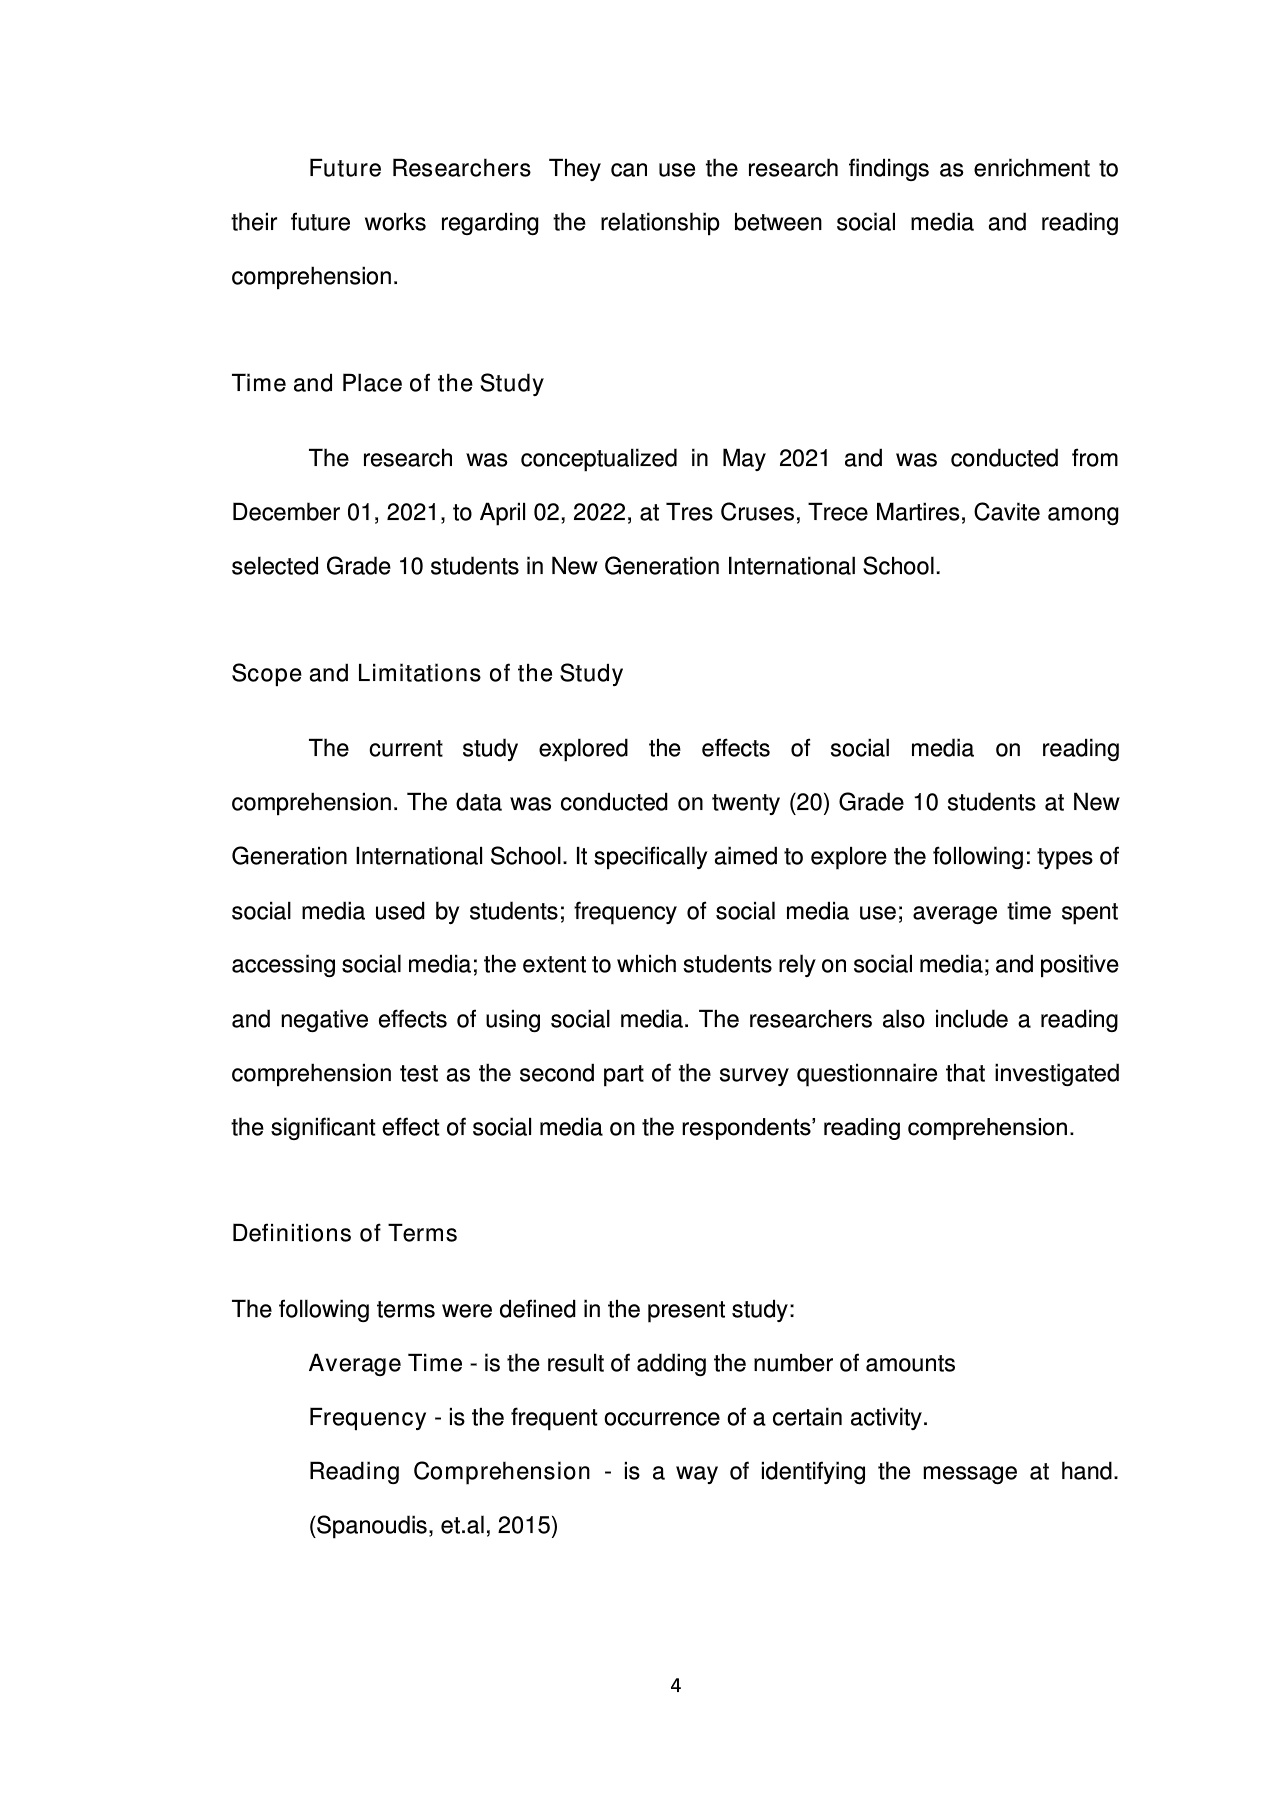 Future Researchers They can use the research findings as enrichment to
their future works regarding the relationship between social media and reading
comprehension.
Time and Place of the Study
The research was conceptualized in May 2021 and was conducted from
December 01, 2021, to April 02, 2022, at Tres Cruses, Trece Martires, Cavite among
selected Grade 10 students in New Generation International School.
Scope and Limitations of the Study
The current study explored the effects of social media on reading
comprehension. The data was conducted on twenty (20) Grade 10 students at New
Generation International School. It specifically aimed to explore the following: types of
social media used by students; frequency of social media use; average time spent
accessing social media; the extent to which students rely on social media; and positive
and negative effects of using social media. The researchers also include a reading
comprehension test as the second part of the survey questionnaire that investigated
the significant effect of social media on the respondents’ reading comprehension.
Definitions of Terms
The following terms were defined in the present study:
Average Time - is the result of adding the number of amounts
Frequency - is the frequent occurrence of a certain activity.
Reading Comprehension - is a way of identifying the message at hand.
(Spanoudis, et.al, 2015)
4